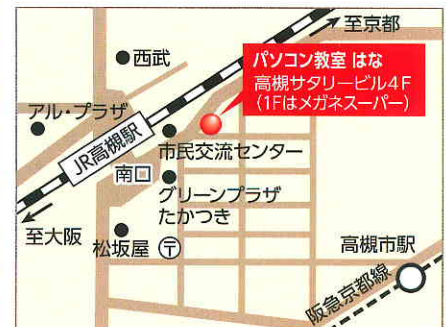 至京都
西武
パソコン教室 はな
高槻サタリービル4F
（1Fはメガネスーパー）
アル・プラザ
JR高槻駅
市民交流センター
南口
グリーンプラザ
たかつき
至大阪
松坂屋
〒
高槻市駅
阪急京都線